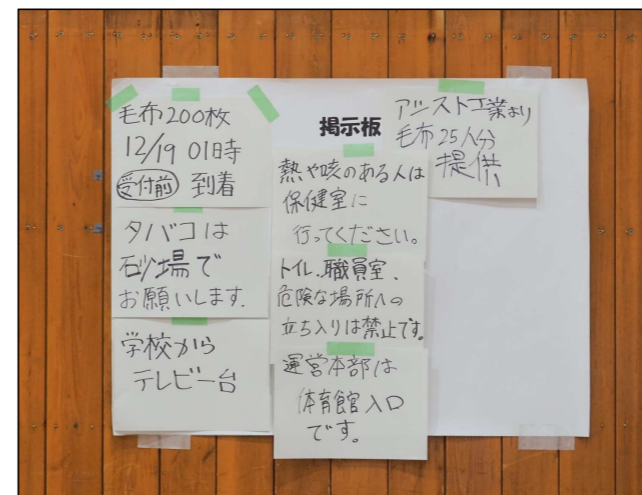 掲示板
毛布200枚
12/19 01時
受付前 到着
タバコは
砂場で
お願いします.
学校から
テレビ一台
熱や咳のある人は
保健室に
行ってください。
トイレ、職員室、
危険な場所への
立ち入りは禁止です。
運営本部は
体育館入口
です。
アシスト工業より
毛布25人分
提供